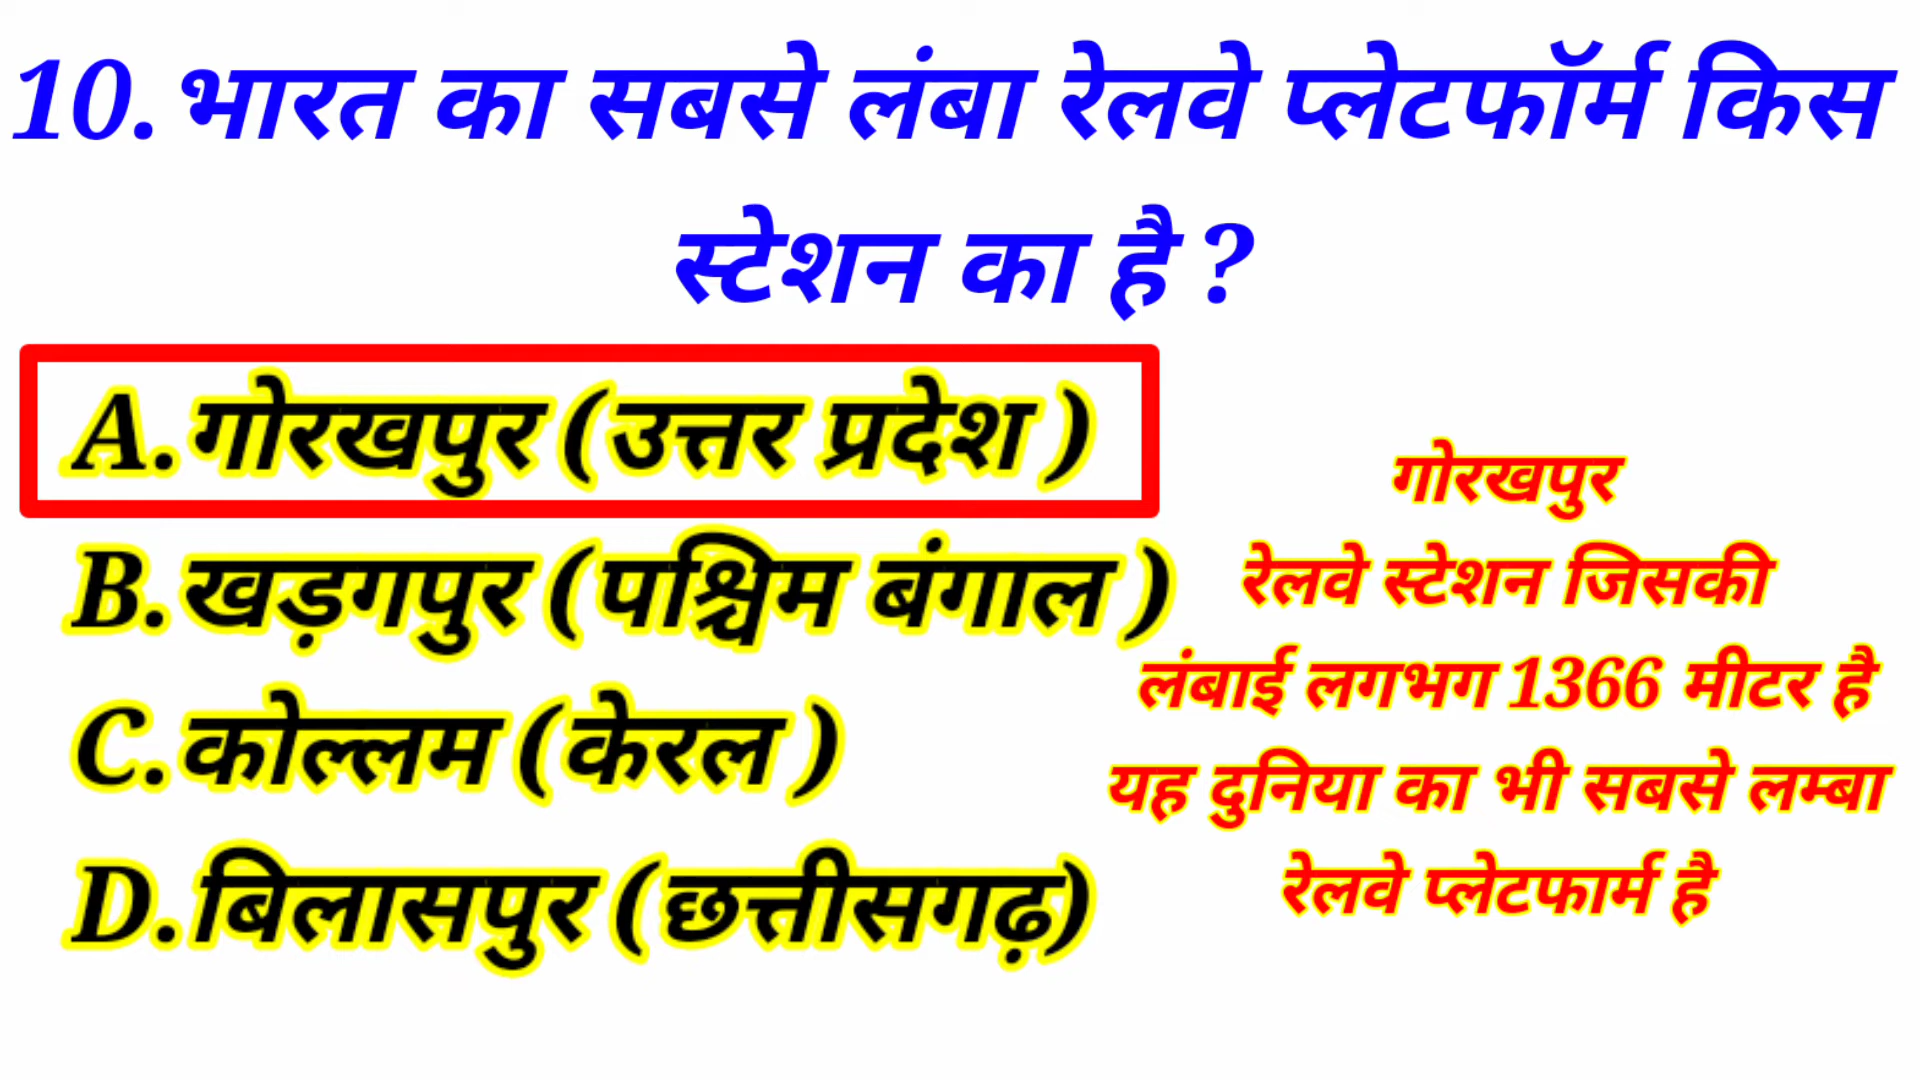 10. भारत का सबसे लंबा रेलवे प्लेटफॉर्म किस
स्टेशन का है ?
A. गोरखपुर ( उत्तर प्रदेश )
B. खड़गपुर ( पश्चिम बंगाल )
C. कोल्लम ( केरल )
D. बिलासपुर ( छत्तीसगढ़)
गोरखपुर
रेलवे स्टेशन जिसकी
लंबाई लगभग 1366 मीटर है
यह दुनिया का भी सबसे लम्बा
रेलवे प्लेटफार्म है